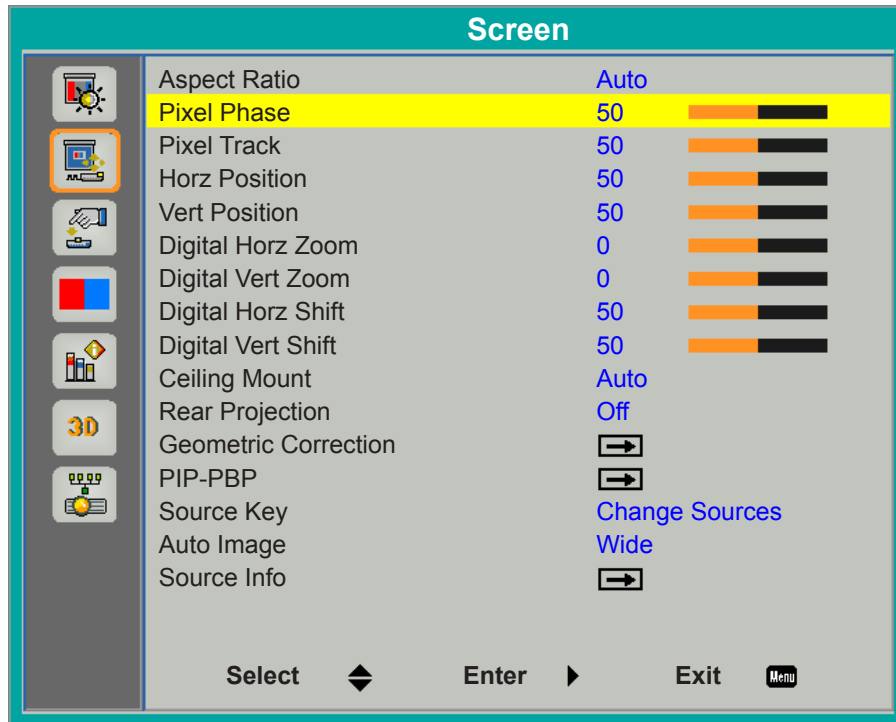 Screen
Aspect Ratio Auto
Pixel Phase 50
Pixel Track 50
Horz Position 50
Vert Position 50
Digital Horz Zoom 0
Digital Vert Zoom 0
Digital Horz Shift 50
Digital Vert Shift 50
Ceiling Mount Auto
Rear Projection Off
Geometric Correction
PIP-PBP
Source Key Change Sources
Auto Image Wide
Source Info
3D
Select Enter Exit Menu